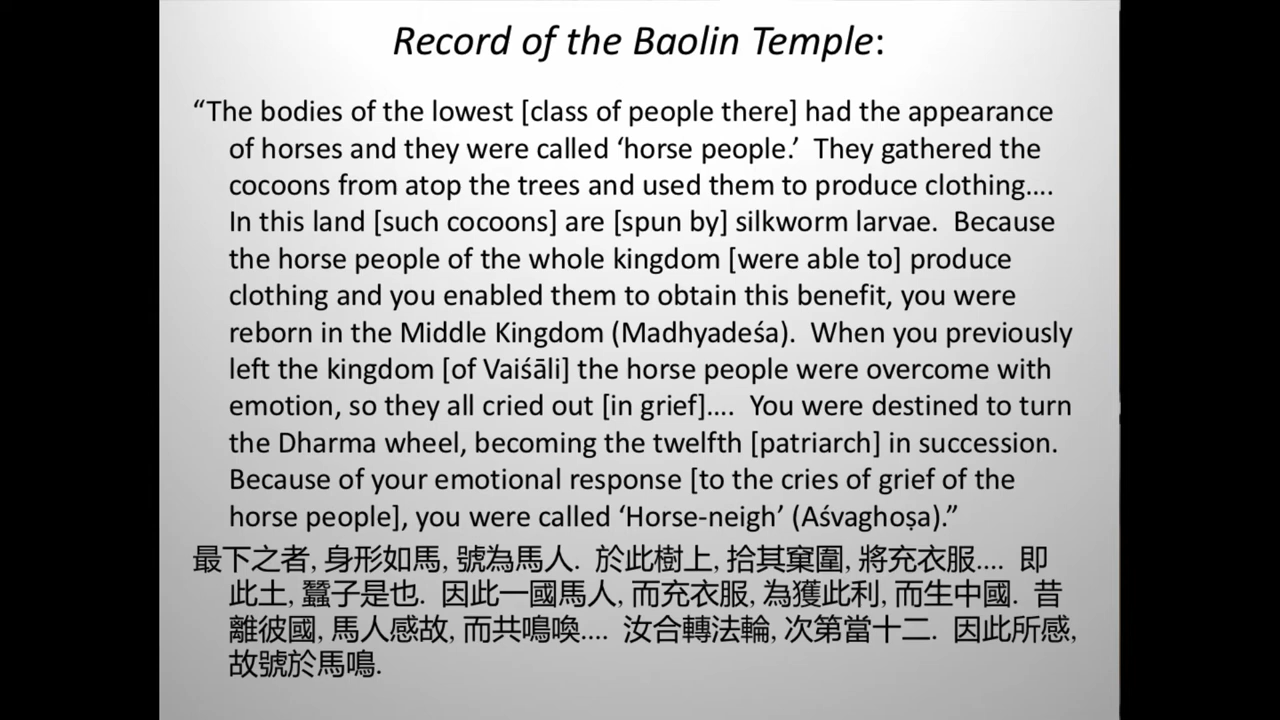 Record of the Baolin Temple:
“The bodies of the lowest [class of people there] had the appearance
of horses and they were called ‘horse people.’  They gathered the
cocoons from atop the trees and used them to produce clothing….
In this land [such cocoons] are [spun by] silkworm larvae.  Because
the horse people of the whole kingdom [were able to] produce
clothing and you enabled them to obtain this benefit, you were
reborn in the Middle Kingdom (Madhyadeśa).  When you previously
left the kingdom [of Vaiśāli] the horse people were overcome with
emotion, so they all cried out [in grief]….  You were destined to turn
the Dharma wheel, becoming the twelfth [patriarch] in succession.
Because of your emotional response [to the cries of grief of the
horse people], you were called ‘Horse-neigh’ (Aśvaghoṣa).”
最下之者, 身形如馬, 號為馬人.  於此樹上, 拾其窠圍, 將充衣服....  即
此土, 蠶子是也.  因此一國馬人, 而充衣服, 為獲此利, 而生中國.  昔
離彼國, 馬人感故, 而共鳴喚....  汝合轉法輪, 次第當十二.  因此所感,
故號於馬鳴.